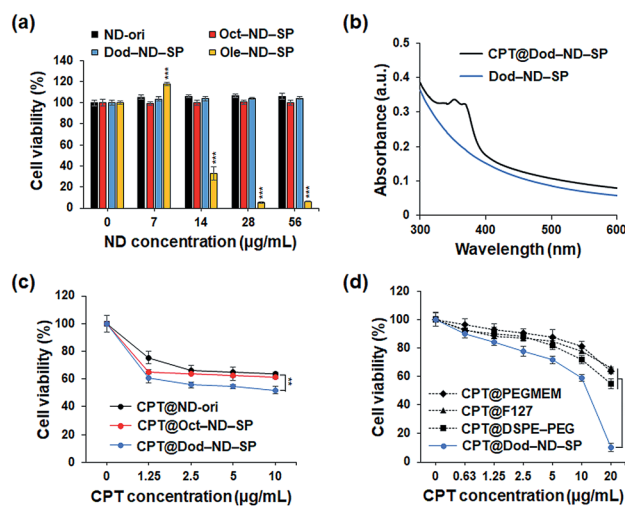 (a)
ND-ori
Oct–ND–SP
Dod–ND–SP
Ole–ND–SP
Cell viability (%)
140
120
100
80
60
40
20
0
***
***
***
***
0 7 14 28 56
ND concentration (µg/mL)
(b)
CPT@Dod–ND–SP
Dod–ND–SP
Absorbance (a.u.)
0.5
0.4
0.3
0.2
0.1
0
300 400 500 600
Wavelength (nm)
(c)
Cell viability (%)
120
100
80
60
40
20
0
**
CPT@ND-ori
CPT@Oct–ND–SP
CPT@Dod–ND–SP
0 1.25 2.5 5 10
CPT concentration (µg/mL)
(d)
Cell viability (%)
120
100
80
60
40
20
0
CPT@PEGMEM
CPT@F127
CPT@DSPE–PEG
CPT@Dod–ND–SP
0 0.63 1.25 2.5 5 10 20
CPT concentration (µg/mL)